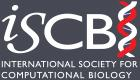 iSCB
INTERNATIONAL SOCIETY FOR
COMPUTATIONAL BIOLOGY